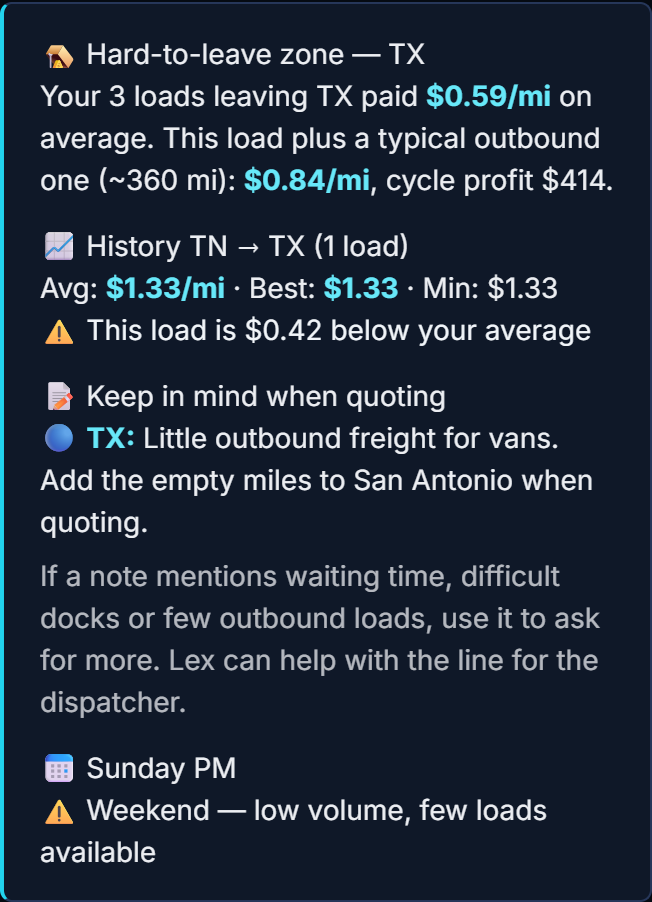 Hard-to-leave zone — TX
Your 3 loads leaving TX paid $0.59/mi on
average. This load plus a typical outbound
one (~360 mi): $0.84/mi, cycle profit $414.
History TN → TX (1 load)
Avg: $1.33/mi · Best: $1.33 · Min: $1.33
⚠️ This load is $0.42 below your average
Keep in mind when quoting
TX: Little outbound freight for vans.
Add the empty miles to San Antonio when
quoting.
If a note mentions waiting time, difficult
docks or few outbound loads, use it to ask
for more. Lex can help with the line for the
dispatcher.
Sunday PM
⚠️ Weekend — low volume, few loads
available